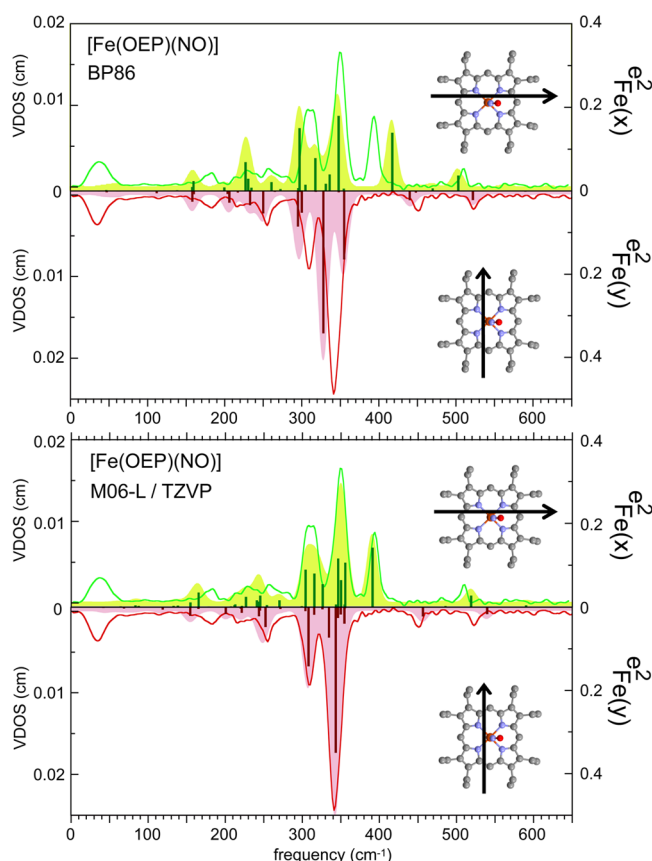 0.02
0.4
[Fe(OEP)(NO)]
BP86
VDOS (cm)
0.01
0.2
e²Fe(x)
0
0
VDOS (cm)
0.01
0.2
e²Fe(y)
0.02
0.4
0 100 200 300 400 500 600
0.02
0.4
[Fe(OEP)(NO)]
M06-L / TZVP
VDOS (cm)
0.01
0.2
e²Fe(x)
0
0
VDOS (cm)
0.01
0.2
e²Fe(y)
0.02
0.4
0 100 200 300 400 500 600
frequency (cm⁻¹)